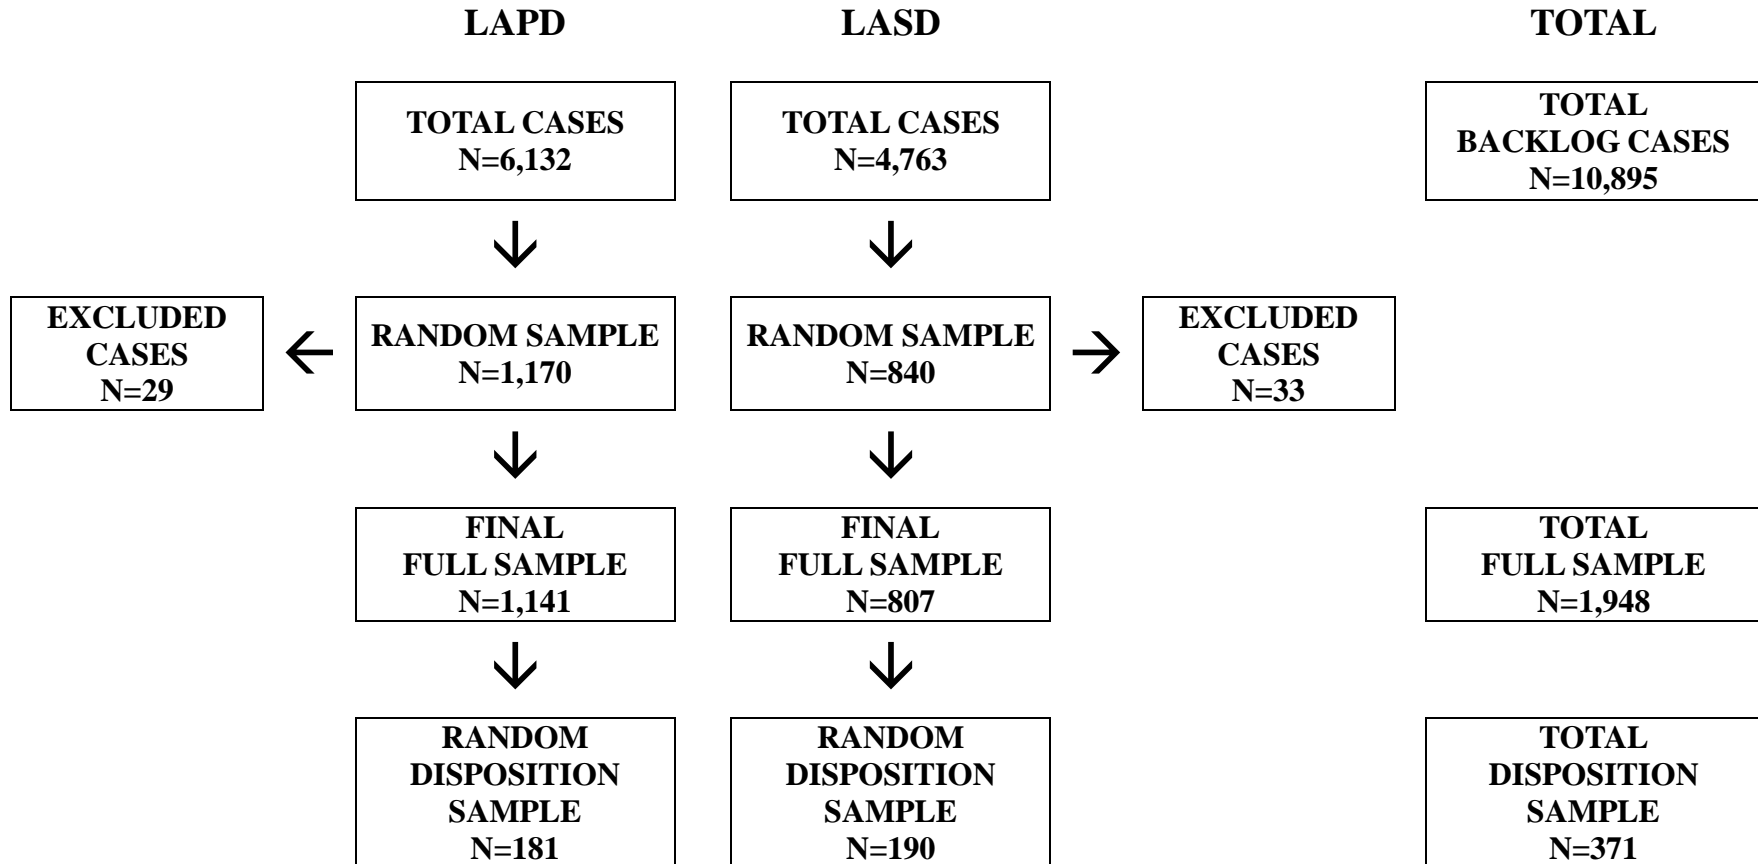 LAPD
LASD
TOTAL
TOTAL CASES
N=6,132
TOTAL CASES
N=4,763
TOTAL
BACKLOG CASES
N=10,895
EXCLUDED
CASES
N=29
RANDOM SAMPLE
N=1,170
RANDOM SAMPLE
N=840
EXCLUDED
CASES
N=33
FINAL
FULL SAMPLE
N=1,141
FINAL
FULL SAMPLE
N=807
TOTAL
FULL SAMPLE
N=1,948
RANDOM
DISPOSITION
SAMPLE
N=181
RANDOM
DISPOSITION
SAMPLE
N=190
TOTAL
DISPOSITION
SAMPLE
N=371